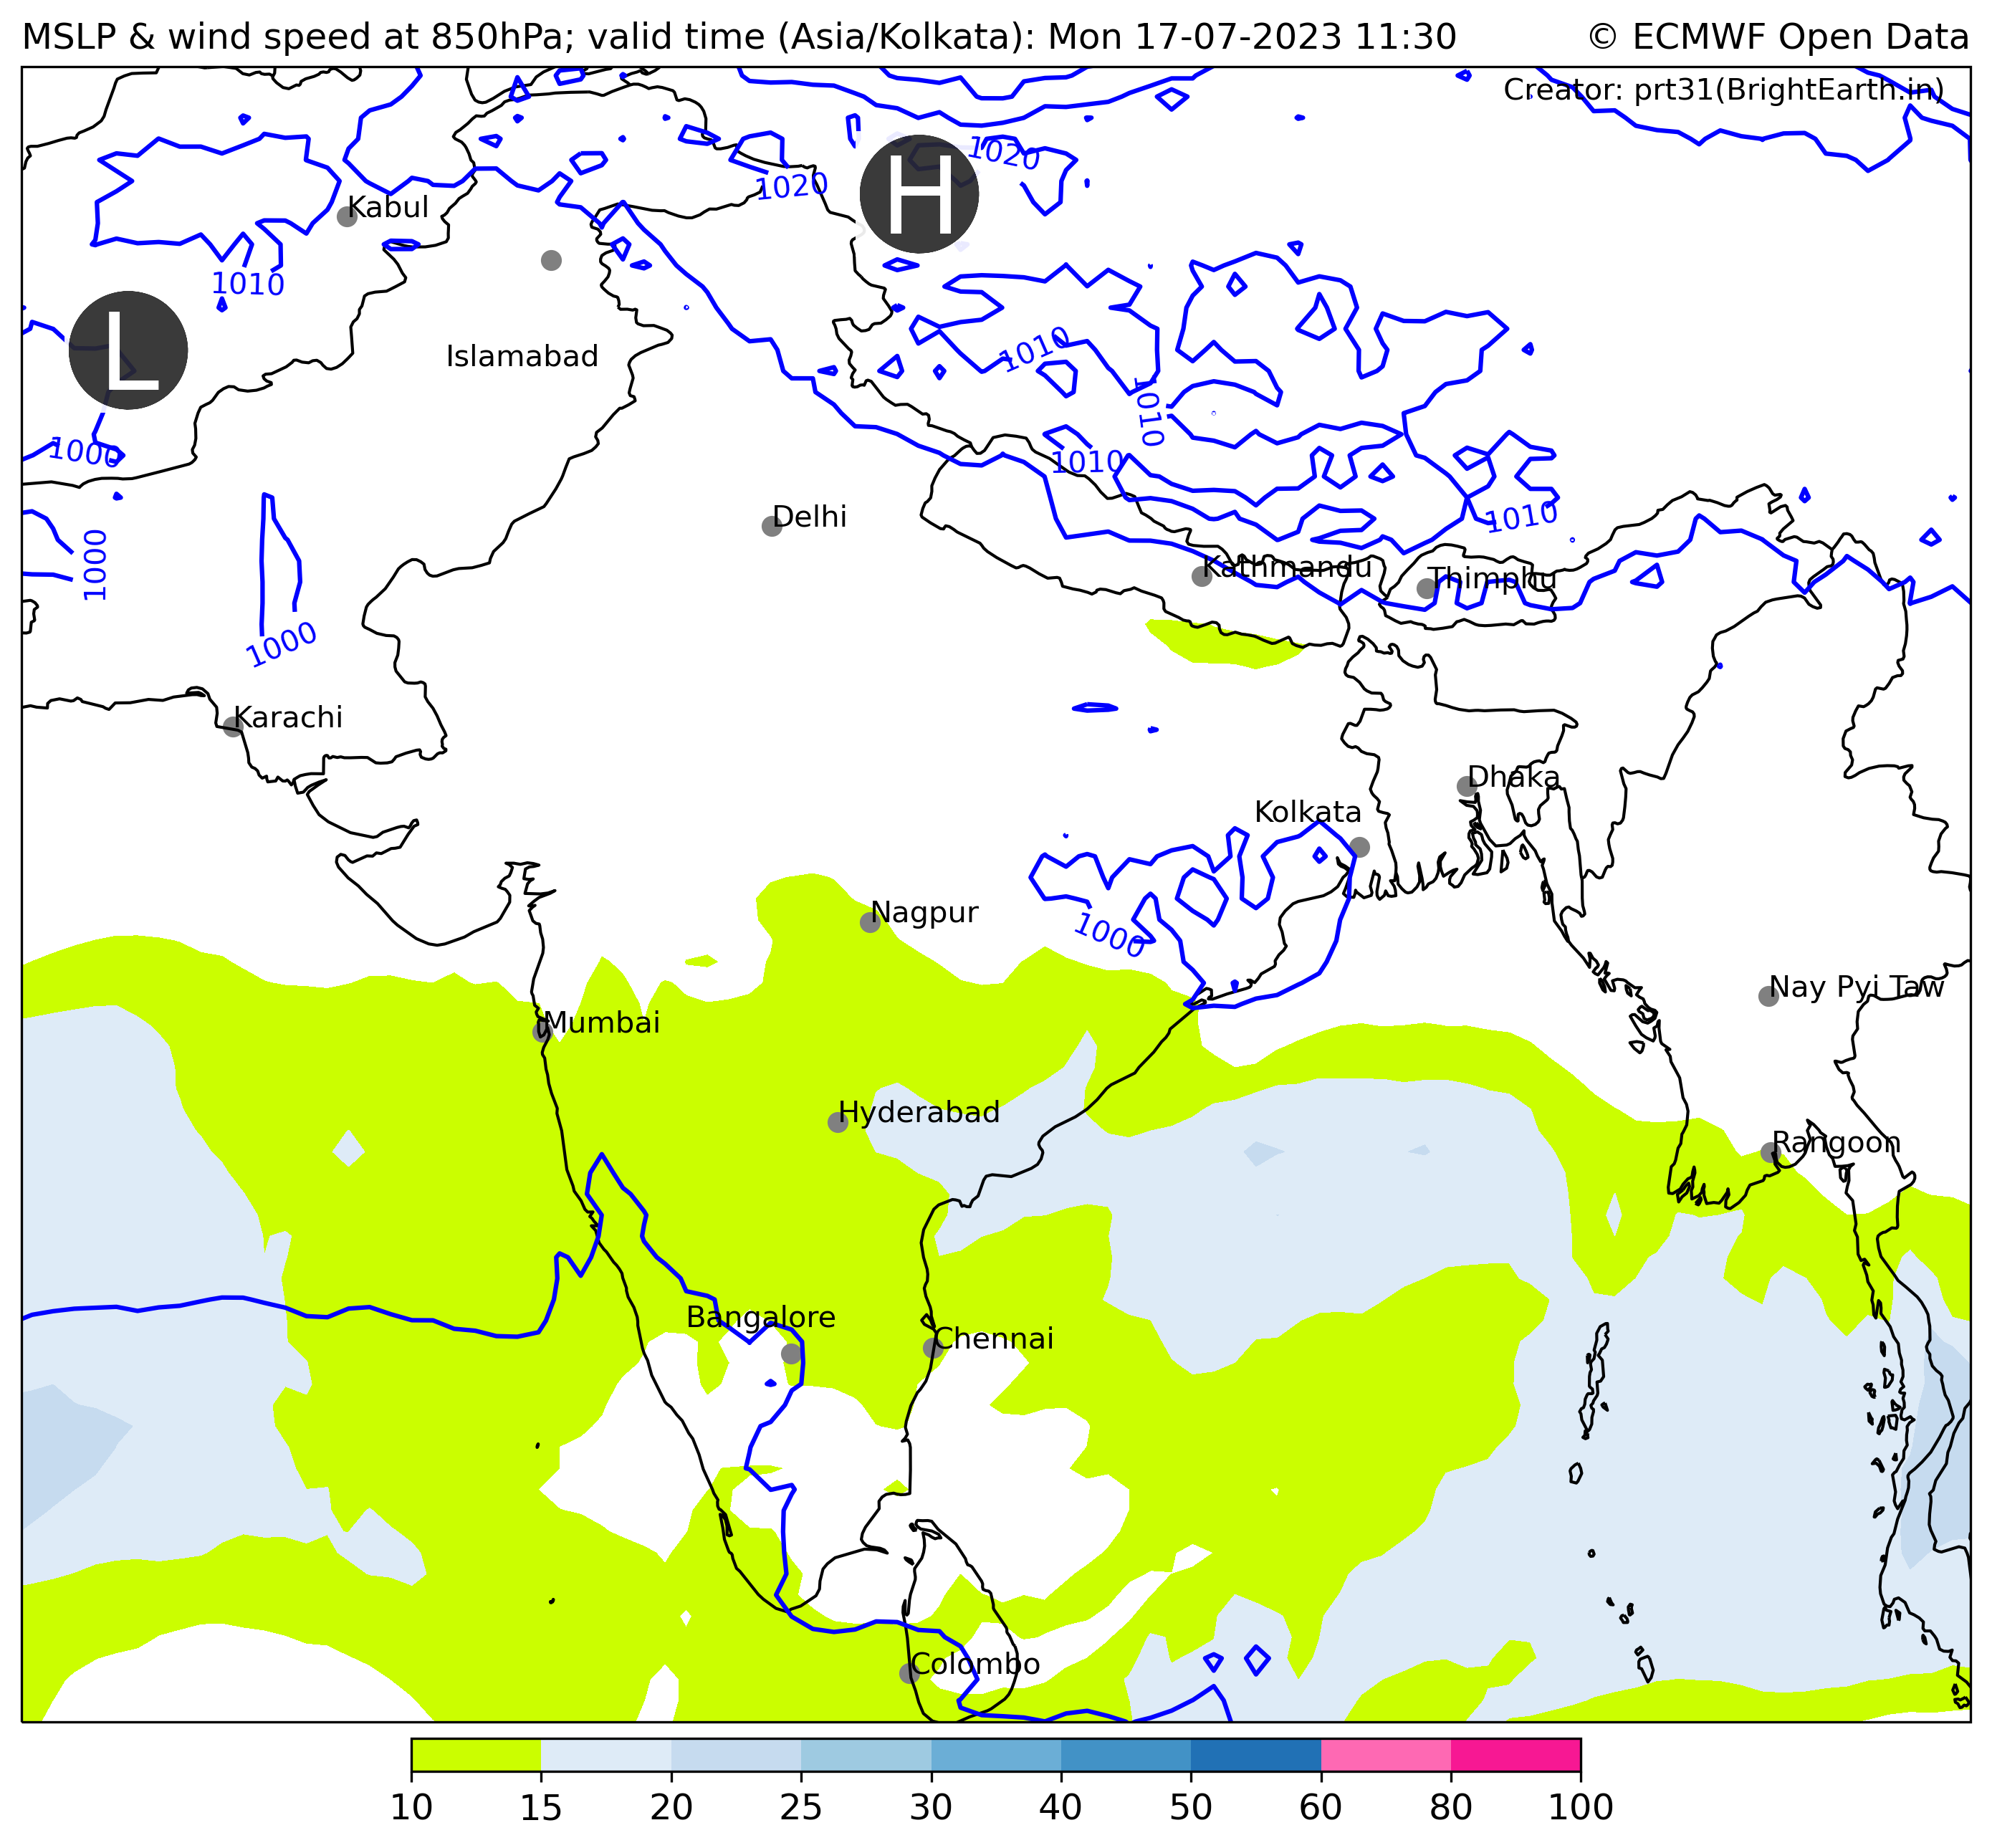 MSLP & wind speed at 850hPa; valid time (Asia/Kolkata): Mon 17-07-2023 11:30
© ECMWF Open Data
Creator: prt31(BrightEarth.in)
1020
H
1020
Kabul
1010
L
Islamabad
1010
1010
1000
1010
Delhi
1010
1000
Kathmandu
Thimphu
1000
Karachi
Dhaka
Kolkata
Nagpur
1000
Nay Pyi Taw
Mumbai
Hyderabad
Rangoon
Bangalore
Chennai
Colombo
10 15 20 25 30 40 50 60 80 100